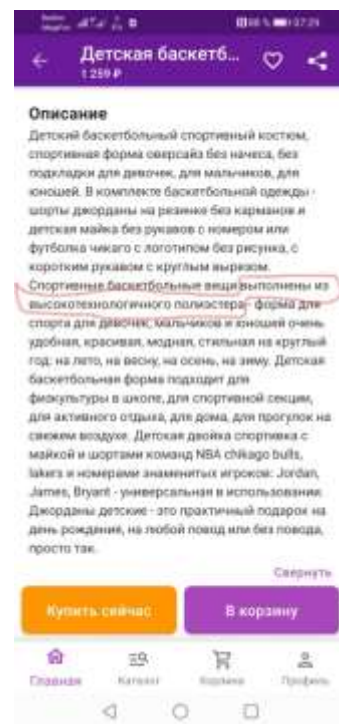 07:29
Детская баскетб...
1 259 ₽
Описание
Детский баскетбольный спортивный костюм,
спортивная форма оверсайз без начеса, без
подкладки для девочек, для мальчиков, для
юношей. В комплекте баскетбольной одежды -
шорты джорданы на резинке без карманов и
детская майка без рукавов с номером или
футболка чикаго с логотипом без рисунка, с
коротким рукавом с круглым вырезом.
Спортивные баскетбольные вещи выполнены из
высокотехнологичного полиэстера - форма для
спорта для девочек, мальчиков и юношей очень
удобная, красивая, модная, стильная на круглый
год: на лето, на весну, на осень, на зиму. Детская
баскетбольная форма подходит для
физкультуры в школе, для спортивной секции,
для активного отдыха, для дома, для прогулок на
свежем воздухе. Детская двойка спортивка с
майкой и шортами команд NBA chikago bulls,
lakers и номерами знаменитых игроков: Jordan,
James, Bryant - универсальная в использовании.
Джорданы детские - это практичный подарок на
день рождения, на любой повод или без повода,
просто так.
Свернуть
Купить сейчас
В корзину
Главная
Каталог
Корзина
Профиль